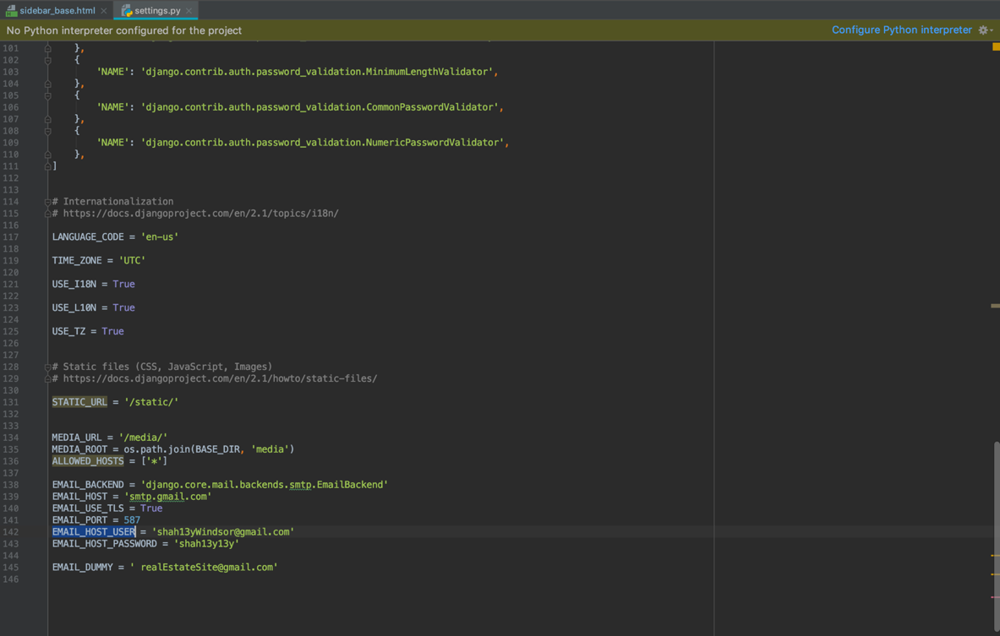 sidebar_base.html
settings.py
No Python interpreter configured for the project
Configure Python interpreter
101 },
102 {
103 'NAME': 'django.contrib.auth.password_validation.MinimumLengthValidator',
104 },
105 {
106 'NAME': 'django.contrib.auth.password_validation.CommonPasswordValidator',
107 },
108 {
109 'NAME': 'django.contrib.auth.password_validation.NumericPasswordValidator',
110 },
111 ]
112
113
114 # Internationalization
115 # https://docs.djangoproject.com/en/2.1/topics/i18n/
116
117 LANGUAGE_CODE = 'en-us'
118
119 TIME_ZONE = 'UTC'
120
121 USE_I18N = True
122
123 USE_L10N = True
124
125 USE_TZ = True
126
127
128 # Static files (CSS, JavaScript, Images)
129 # https://docs.djangoproject.com/en/2.1/howto/static-files/
130
131 STATIC_URL = '/static/'
132
133
134 MEDIA_URL = '/media/'
135 MEDIA_ROOT = os.path.join(BASE_DIR, 'media')
136 ALLOWED_HOSTS = ['*']
137
138 EMAIL_BACKEND = 'django.core.mail.backends.smtp.EmailBackend'
139 EMAIL_HOST = 'smtp.gmail.com'
140 EMAIL_USE_TLS = True
141 EMAIL_PORT = 587
142 EMAIL_HOST_USER = 'shah13yWindsor@gmail.com'
143 EMAIL_HOST_PASSWORD = 'shah13y13y'
144
145 EMAIL_DUMMY = ' realEstateSite@gmail.com'
146